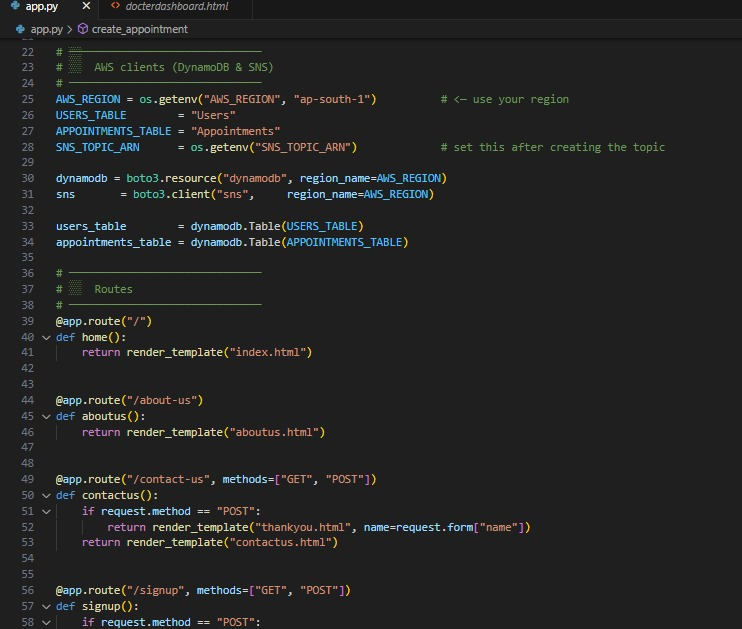 app.py × <> docterdashboard.html
app.py > create_appointment
22 # ──────────────────────────────
23 # ░░ AWS clients (DynamoDB & SNS)
24 # ──────────────────────────────
25 AWS_REGION = os.getenv("AWS_REGION", "ap-south-1") # <— use your region
26 USERS_TABLE = "Users"
27 APPOINTMENTS_TABLE = "Appointments"
28 SNS_TOPIC_ARN = os.getenv("SNS_TOPIC_ARN") # set this after creating the topic
29
30 dynamodb = boto3.resource("dynamodb", region_name=AWS_REGION)
31 sns = boto3.client("sns", region_name=AWS_REGION)
32
33 users_table = dynamodb.Table(USERS_TABLE)
34 appointments_table = dynamodb.Table(APPOINTMENTS_TABLE)
35
36 # ──────────────────────────────
37 # ░░ Routes
38 # ──────────────────────────────
39 @app.route("/")
40 def home():
41 return render_template("index.html")
42
43
44 @app.route("/about-us")
45 def aboutus():
46 return render_template("aboutus.html")
47
48
49 @app.route("/contact-us", methods=["GET", "POST"])
50 def contactus():
51 if request.method == "POST":
52 return render_template("thankyou.html", name=request.form["name"])
53 return render_template("contactus.html")
54
55
56 @app.route("/signup", methods=["GET", "POST"])
57 def signup():
58 if request.method == "POST":